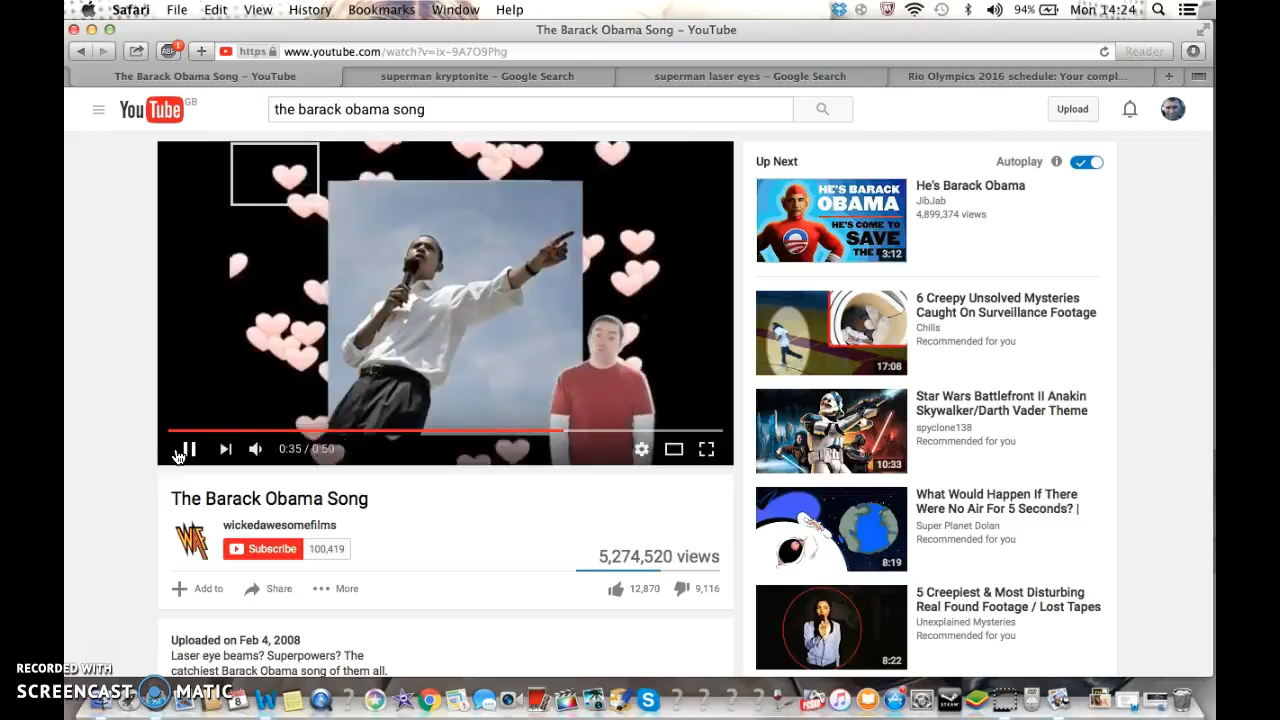 Safari File Edit View History Bookmarks Window Help 94% Mon 14:24
The Barack Obama Song – YouTube
ABP 1 + https www.youtube.com/watch?v=ix-9A7O9Phg Reader
The Barack Obama Song – YouTube superman kryptonite – Google Search superman laser eyes – Google Search Rio Olympics 2016 schedule: Your compl... +
YouTube GB the barack obama song Upload
Up Next Autoplay
HE'S BARACK OBAMA
HE'S COME TO SAVE THE
3:12
He's Barack Obama
JibJab
4,899,374 views
6 Creepy Unsolved Mysteries
Caught On Surveillance Footage
Chills
Recommended for you
17:08
Star Wars Battlefront II Anakin
Skywalker/Darth Vader Theme
spyclone138
Recommended for you
10:33
0:35 / 0:50
What Would Happen If There
Were No Air For 5 Seconds? |
Super Planet Dolan
Recommended for you
8:19
5 Creepiest & Most Disturbing
Real Found Footage / Lost Tapes
Unexplained Mysteries
Recommended for you
8:22
The Barack Obama Song
WAF wickedawesomefilms
Subscribe 100,419
5,274,520 views
Add to Share More 12,870 9,116
Uploaded on Feb 4, 2008
Laser eye beams? Superpowers? The
catchiest Barack Obama song of them all.
RECORDED WITH
SCREENCAST MATIC